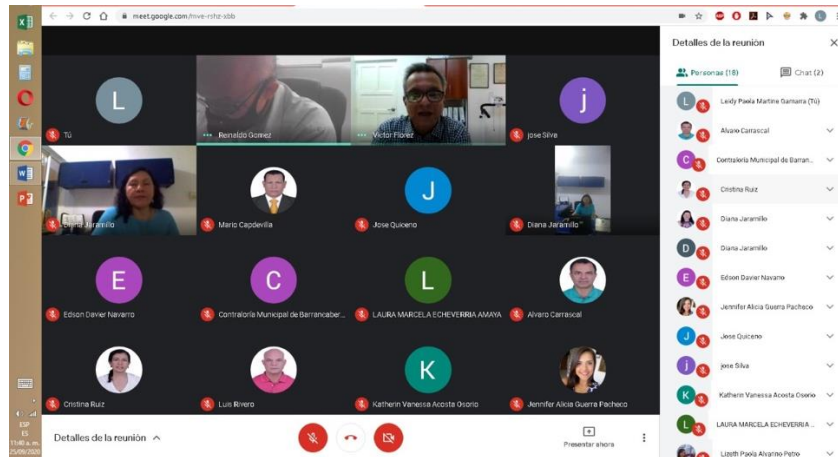 meet.google.com/mve-rshz-xbb
Detalles de la reunión
Personas (18)
Chat (2)
L
Tú
Reinaldo Gomez
Victor Florez
j
jose Silva
Diana Jaramillo
Mario Capdevilla
J
Jose Quiceno
Diana Jaramillo
E
Edson Davier Navarro
C
Contraloría Municipal de Barrancaber...
L
LAURA MARCELA ECHEVERRIA AMAYA
Alvaro Carrascal
Cristina Ruiz
Luis Rivero
K
Katherin Vanessa Acosta Osorio
Jennifer Alicia Guerra Pacheco
L
Leidy Paola Martine Gamarra (Tú)
Alvaro Carrascal
C
Contraloría Municipal de Barran...
Cristina Ruiz
Diana Jaramillo
D
Diana Jaramillo
E
Edson Davier Navarro
Jennifer Alicia Guerra Pacheco
J
Jose Quiceno
j
jose Silva
K
Katherin Vanessa Acosta Osorio
L
LAURA MARCELA ECHEVERRIA ...
Lizeth Paola Alvarino Petro
Detalles de la reunión
Presentar ahora
ESP
ES
11:40 a. m.
25/09/2020